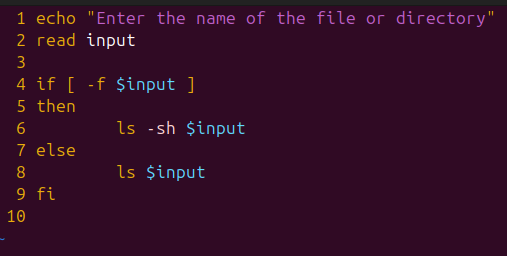 1 echo "Enter the name of the file or directory"
2 read input
3
4 if [ -f $input ]
5 then
6         ls -sh $input
7 else
8         ls $input
9 fi
10
~